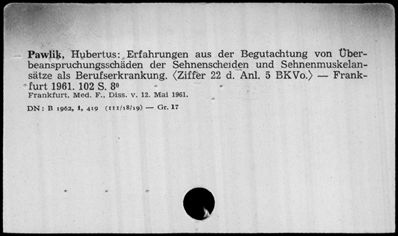 Pawlik, Hubertus: Erfahrungen aus der Begutachtung von Über-
beanspruchungsschäden der Sehnenscheiden und Sehnenmuskelan-
sätze als Berufserkrankung. ⟨Ziffer 22 d. Anl. 5 BKVo.⟩ — Frank-
furt 1961. 102 S. 8°
Frankfurt, Med. F., Diss. v. 12. Mai 1961.
DN: B 1962, 1, 419 (111/18/19) — Gr. 17